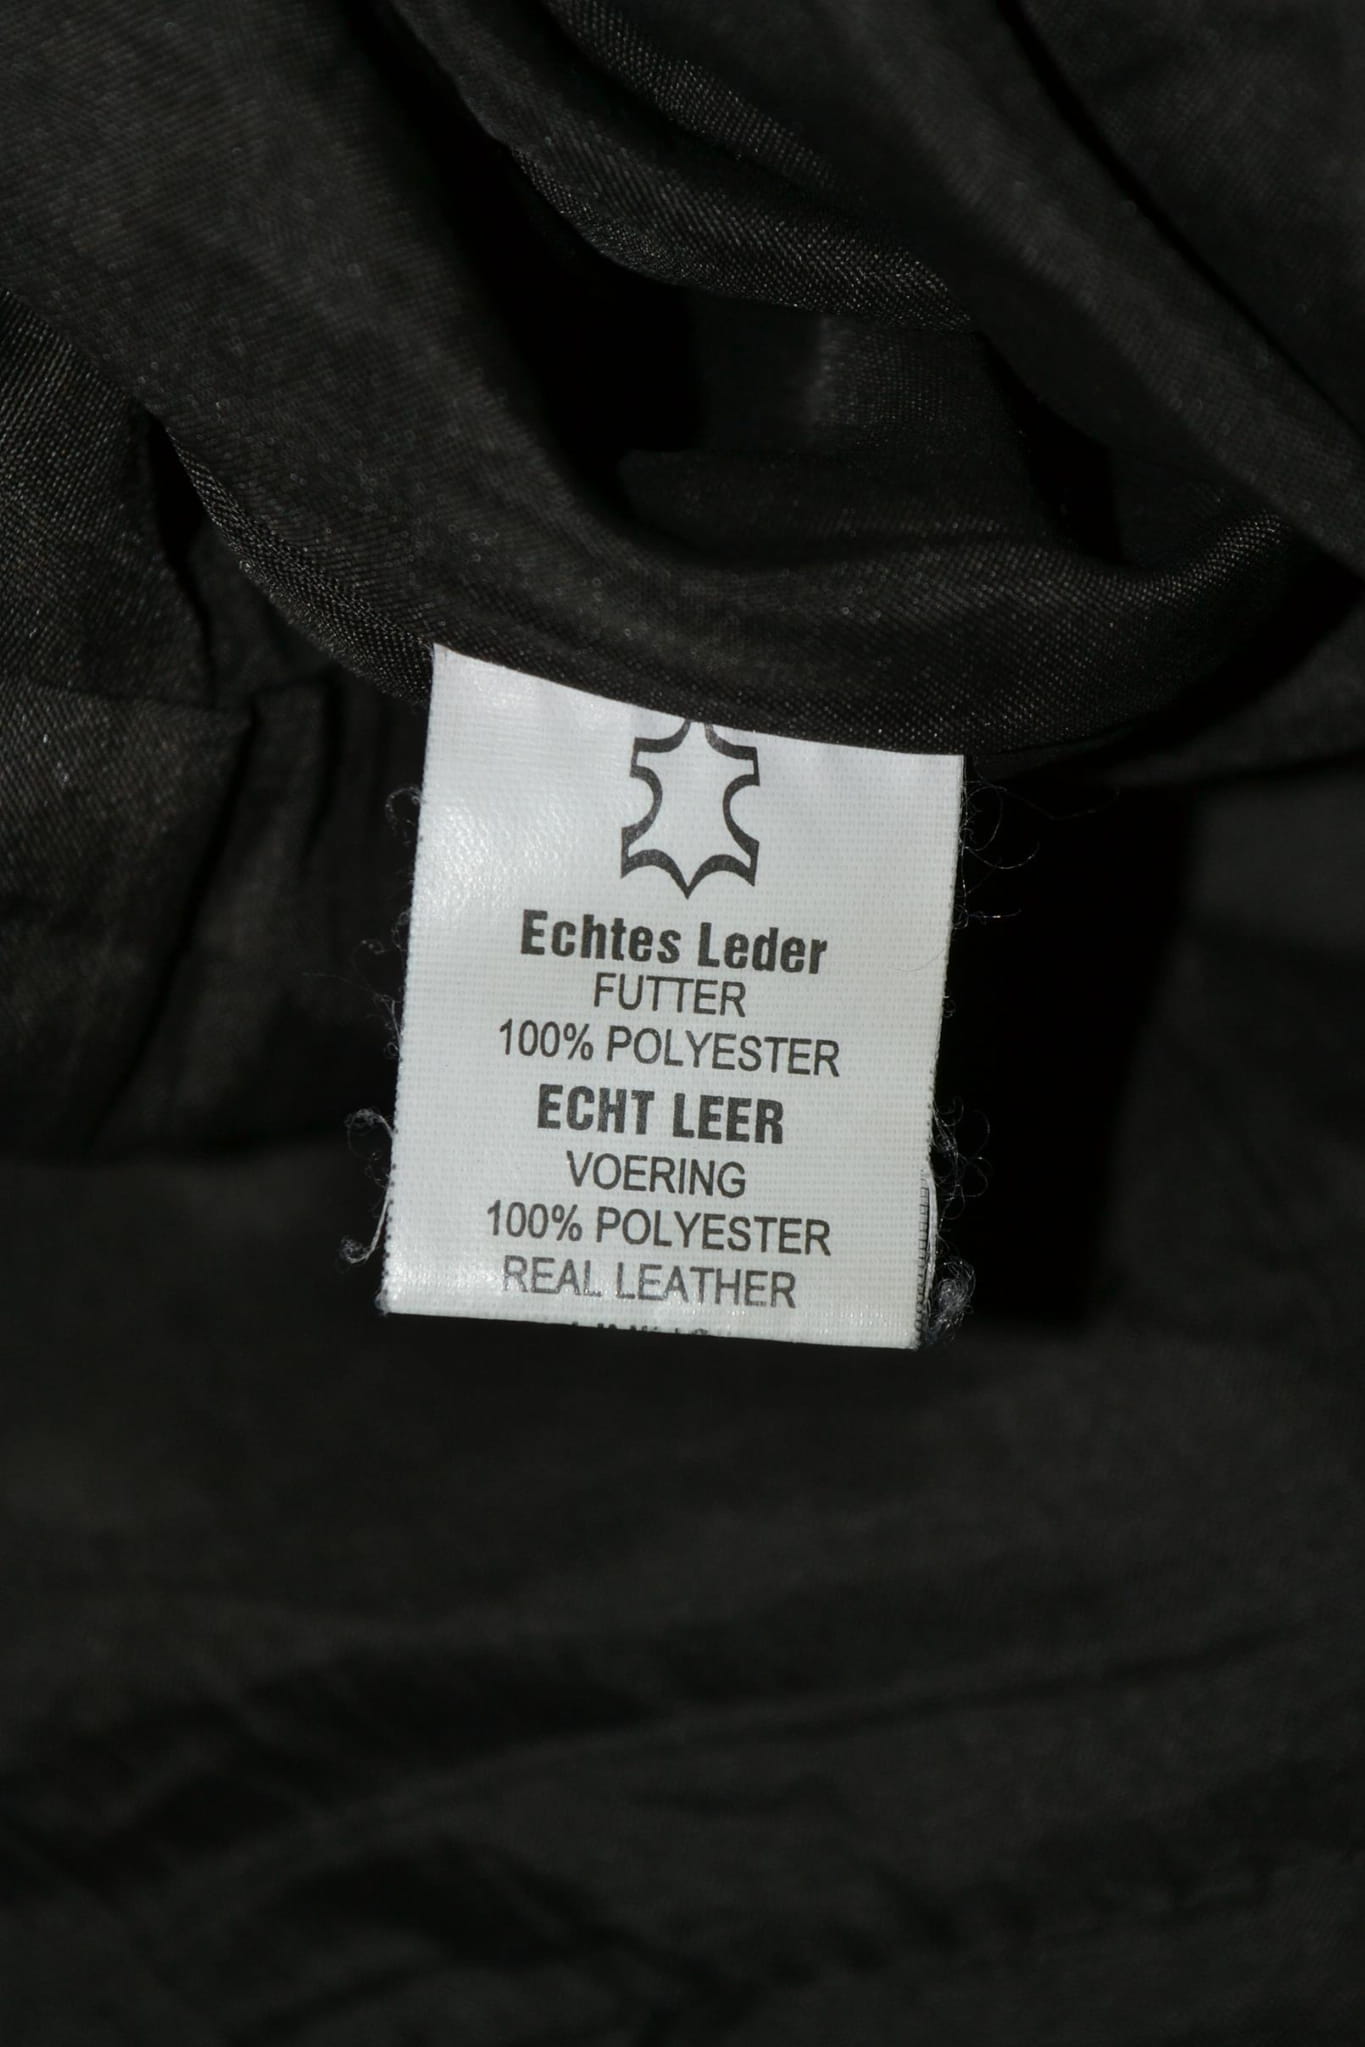 Echtes Leder
FUTTER
100% POLYESTER
ECHT LEER
VOERING
100% POLYESTER
REAL LEATHER